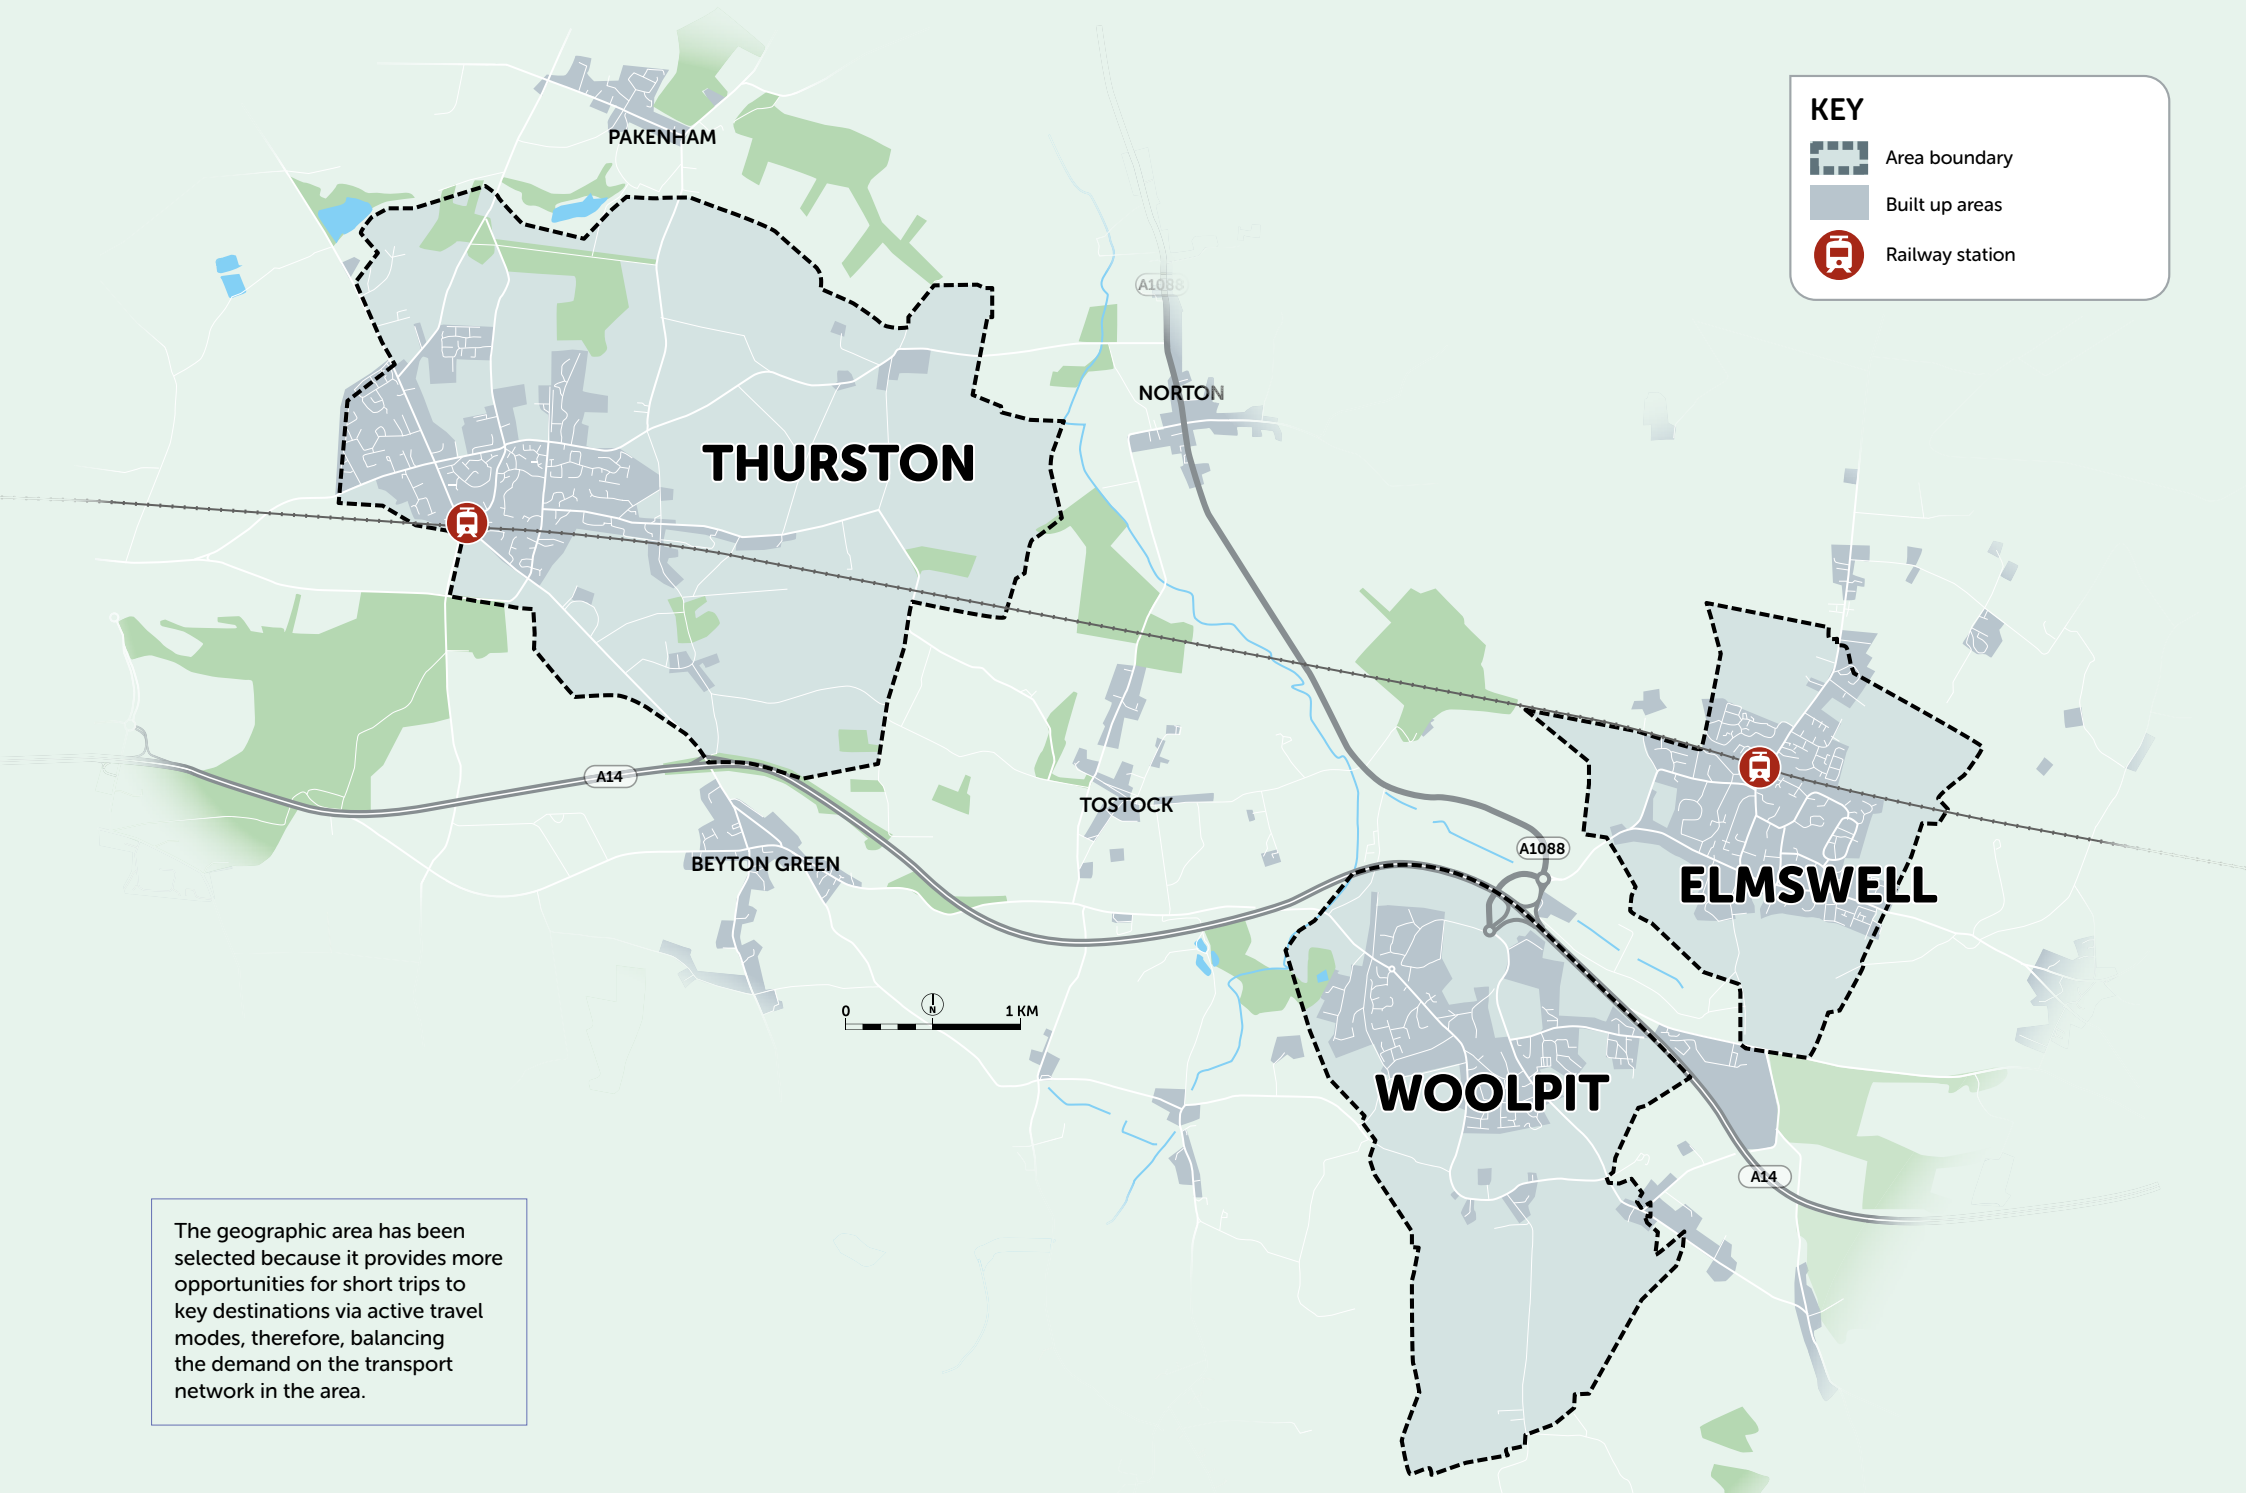 PAKENHAM
KEY
Area boundary
Built up areas
Railway station
A1088
NORTON
THURSTON
A14
TOSTOCK
A1088
BEYTON GREEN
ELMSWELL
0
N
1 KM
WOOLPIT
A14
The geographic area has been
selected because it provides more
opportunities for short trips to
key destinations via active travel
modes, therefore, balancing
the demand on the transport
network in the area.